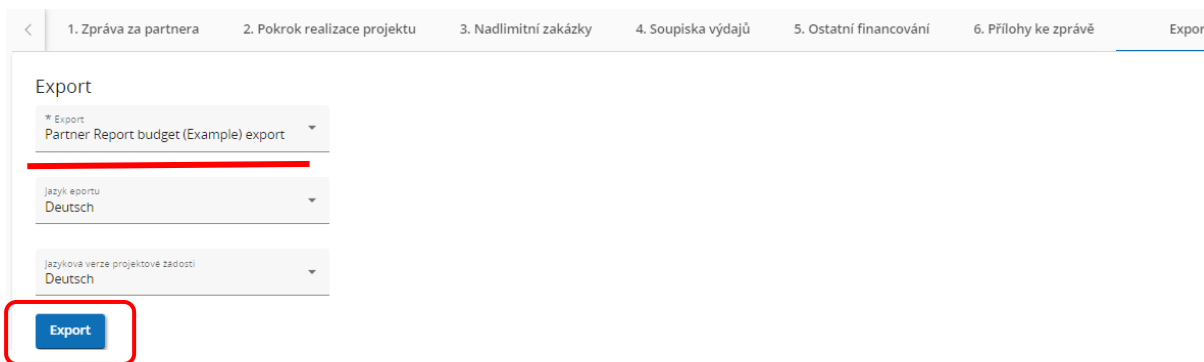 1. Zpráva za partnera 2. Pokrok realizace projektu 3. Nadlimitní zakázky 4. Soupiska výdajů 5. Ostatní financování 6. Přílohy ke zprávě Expor
Export
* Export
Partner Report budget (Example) export
Jazyk eportu
Deutsch
Jazyková verze projektové žádosti
Deutsch
Export